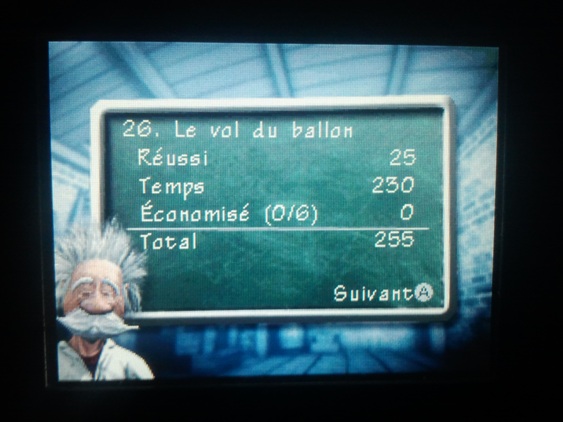 26. Le vol du ballon
Réussi 25
Temps 230
Économisé (0/6) 0
Total 255
Suivant A